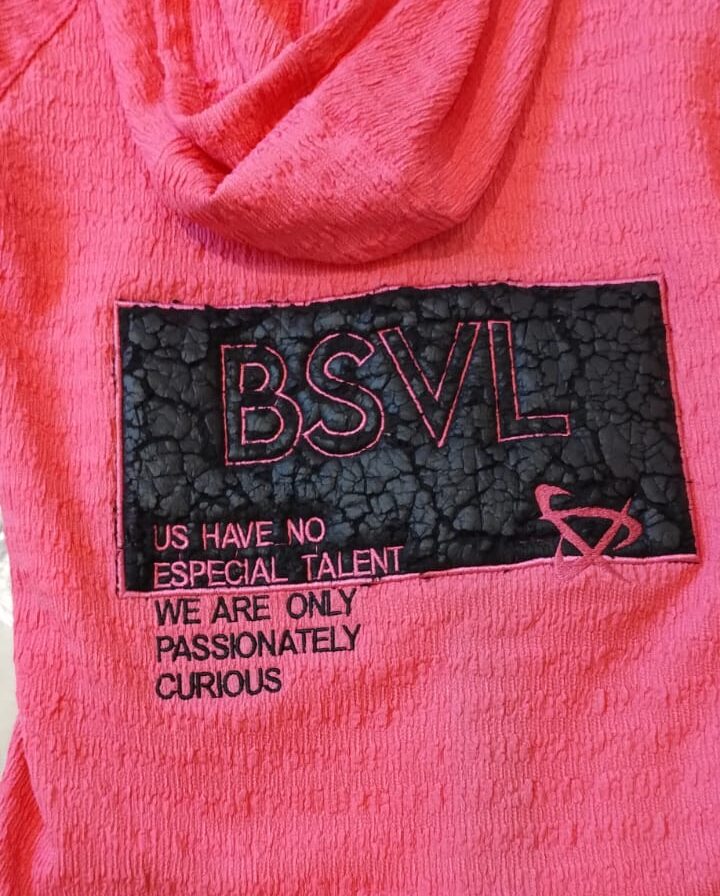 BSVL
US HAVE NO
ESPECIAL TALENT
WE ARE ONLY
PASSIONATELY
CURIOUS